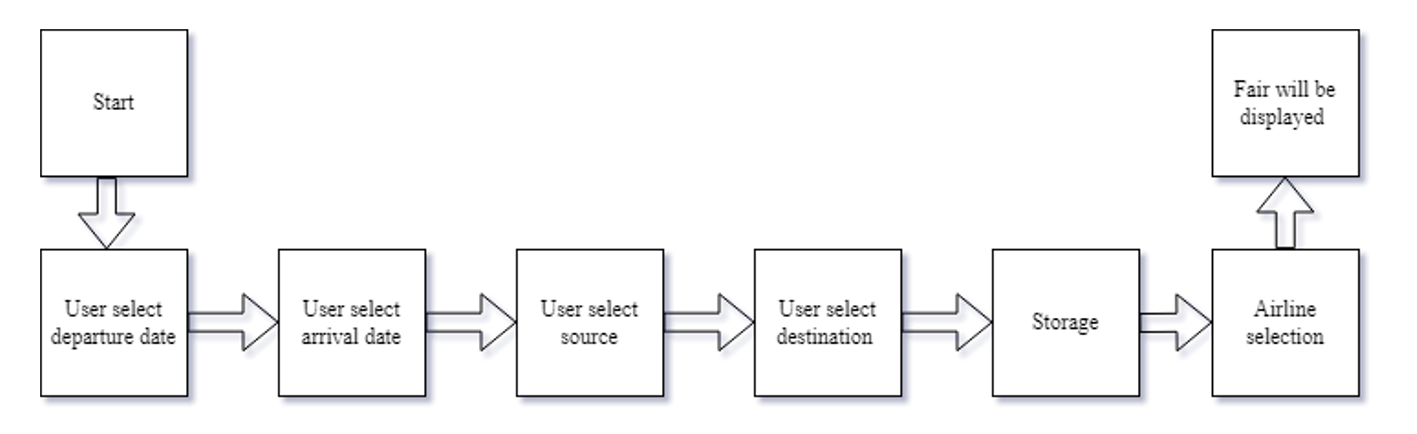 Start
Fair will be
displayed
User select
departure date
User select
arrival date
User select
source
User select
destination
Storage
Airline
selection